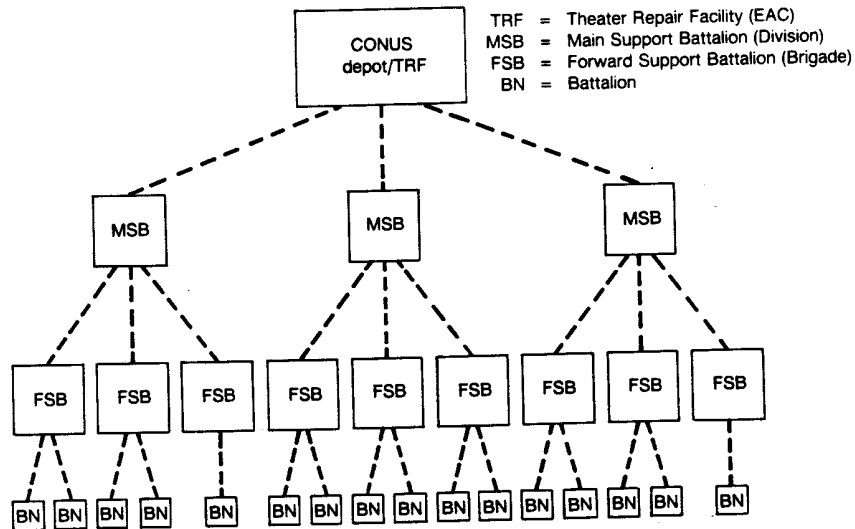 CONUS
depot/TRF
TRF = Theater Repair Facility (EAC)
MSB = Main Support Battalion (Division)
FSB = Forward Support Battalion (Brigade)
BN = Battalion
MSB MSB MSB
FSB FSB FSB FSB FSB FSB FSB FSB FSB
BN BN BN BN BN BN BN BN BN BN BN BN BN BN BN BN